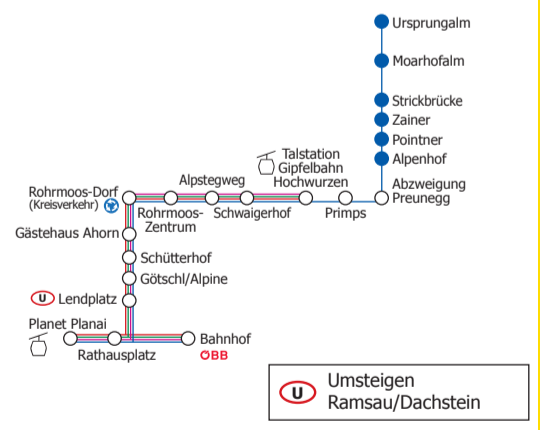 Ursprungalm
Moarhofalm
Strickbrücke
Zainer
Pointner
Alpenhof
Abzweigung
Preunegg
Talstation
Gipfelbahn
Hochwurzen
Primps
Alpstegweg
Schwaigerhof
Rohrmoos-
Zentrum
Rohrmoos-Dorf
(Kreisverkehr)
Gästehaus Ahorn
Schütterhof
Götschl/Alpine
U Lendplatz
Planet Planai
Rathausplatz
Bahnhof
ÖBB
U Umsteigen
Ramsau/Dachstein